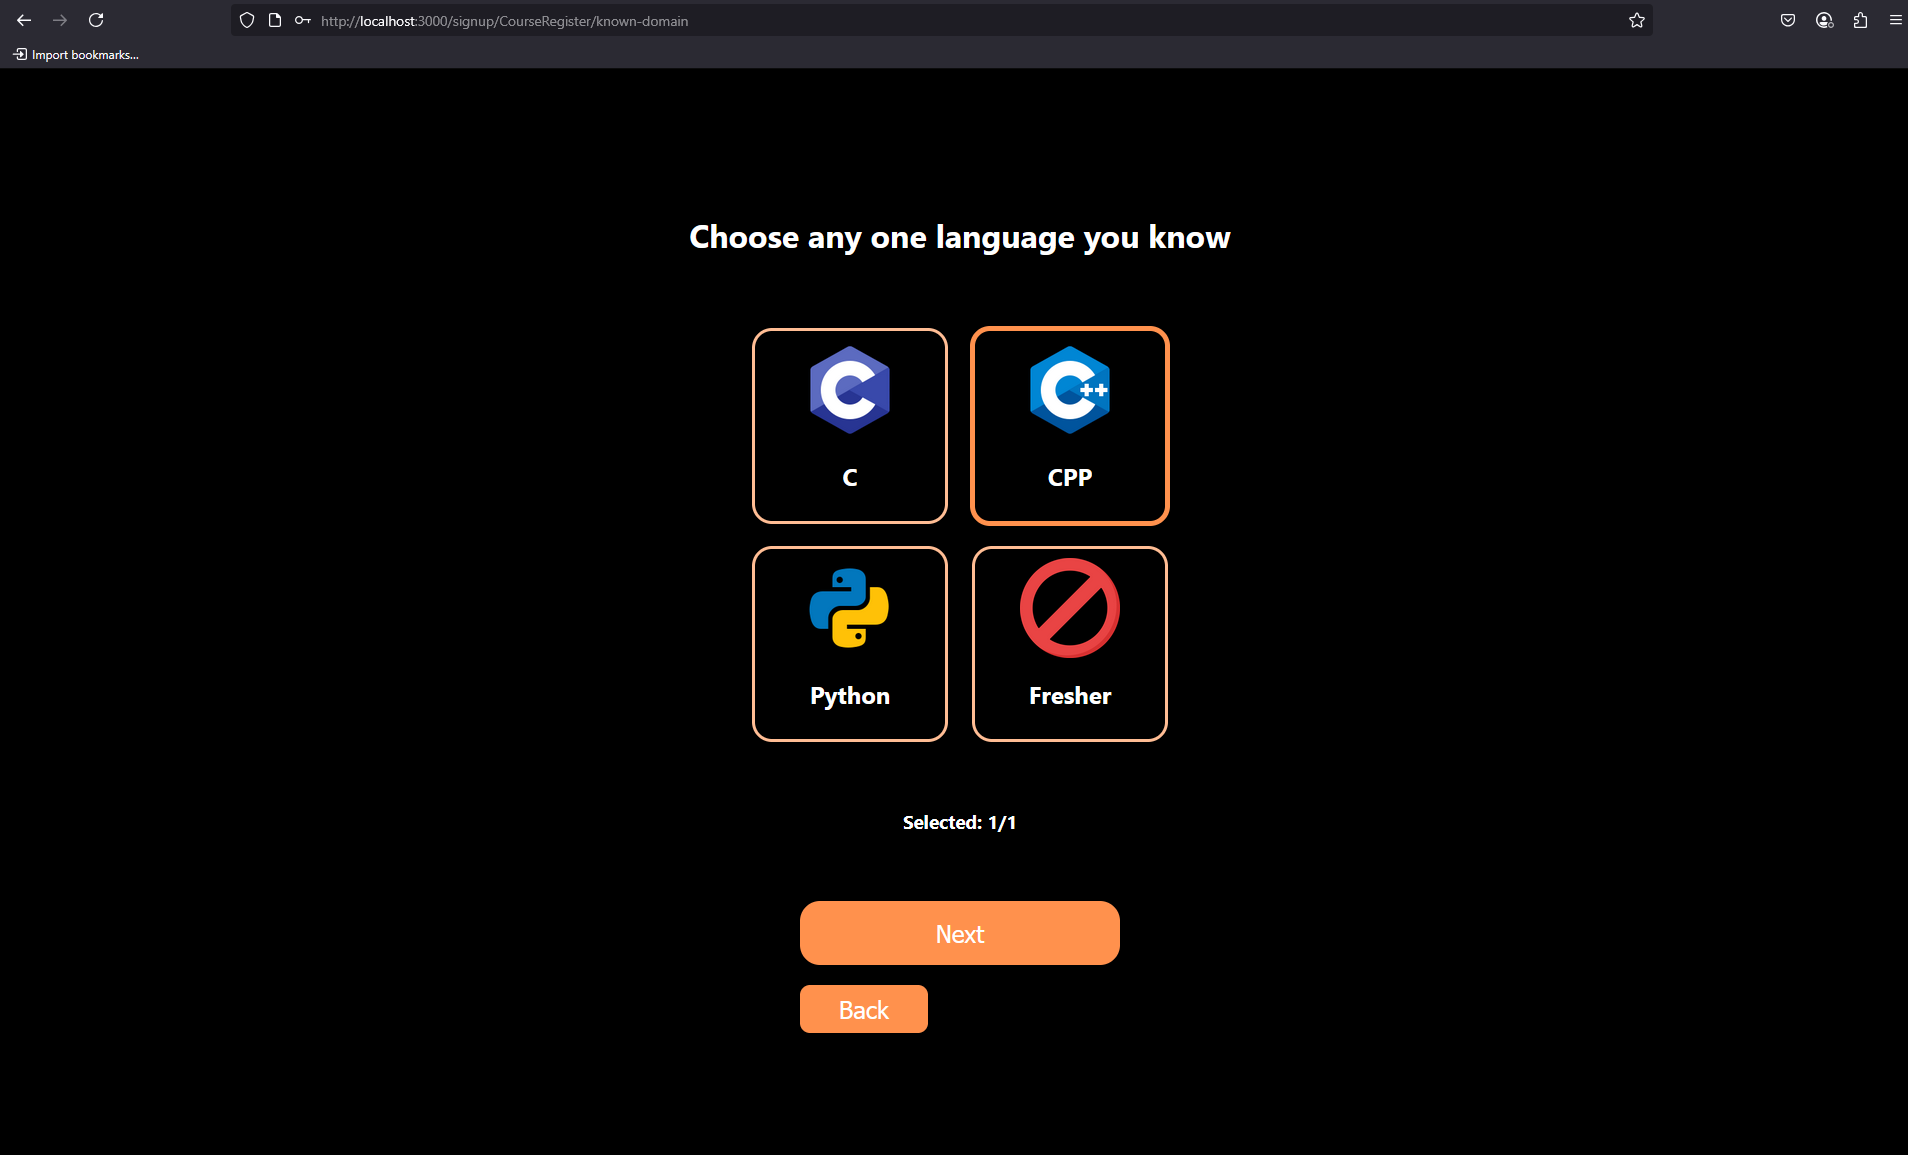 http://localhost:3000/signup/CourseRegister/known-domain
Import bookmarks...
Choose any one language you know
C
C++
C
CPP
Python
Fresher
Selected: 1/1
Next
Back